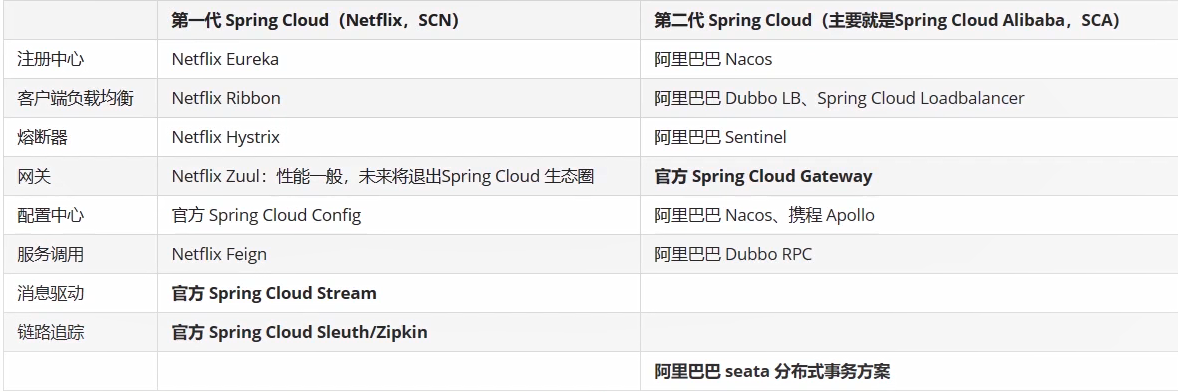 第一代 Spring Cloud（Netflix，SCN） 第二代 Spring Cloud（主要就是Spring Cloud Alibaba，SCA）
注册中心 Netflix Eureka 阿里巴巴 Nacos
客户端负载均衡 Netflix Ribbon 阿里巴巴 Dubbo LB、Spring Cloud Loadbalancer
熔断器 Netflix Hystrix 阿里巴巴 Sentinel
网关 Netflix Zuul：性能一般，未来将退出Spring Cloud 生态圈 官方 Spring Cloud Gateway
配置中心 官方 Spring Cloud Config 阿里巴巴 Nacos、携程 Apollo
服务调用 Netflix Feign 阿里巴巴 Dubbo RPC
消息驱动 官方 Spring Cloud Stream
链路追踪 官方 Spring Cloud Sleuth/Zipkin
阿里巴巴 seata 分布式事务方案